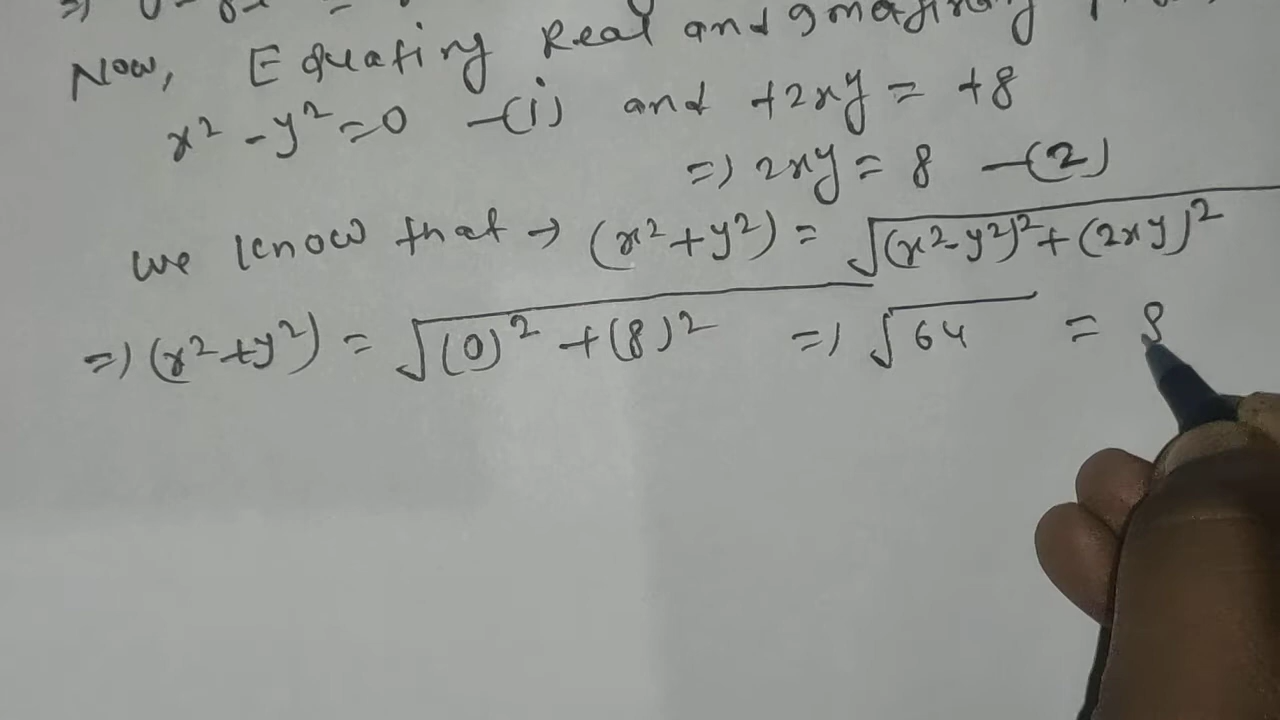 Now, Equating Real and Imaginary
x² - y² = 0 -(i) and +2xy = +8
=) 2xy = 8 -(2)
We know that → (x² + y²) = √(x² - y²)² + (2xy)²
=) (x² + y²) = √(0)² + (8)² =) √64 = 8